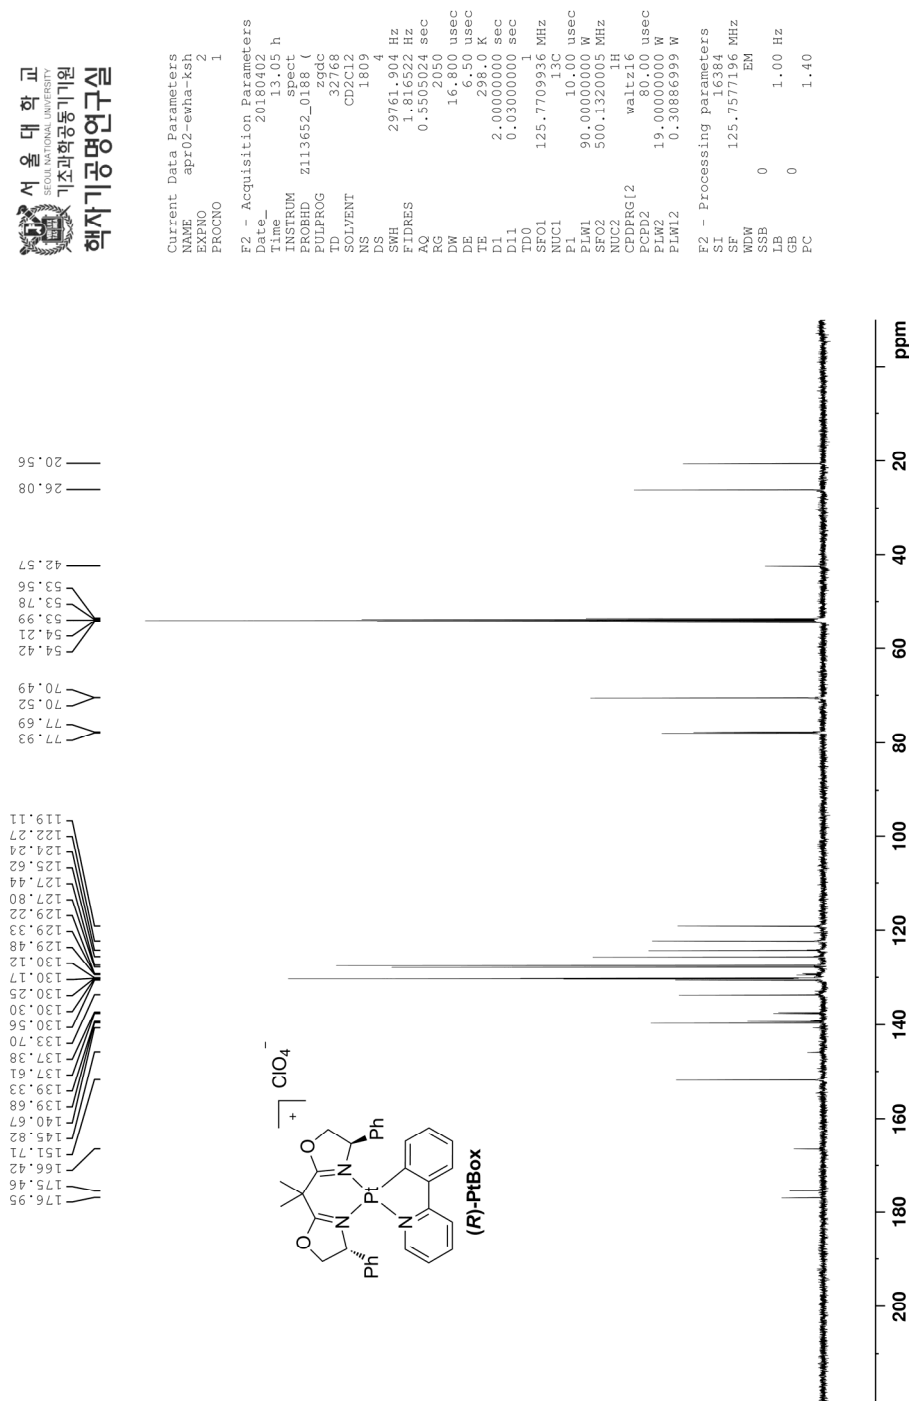 서 울 대 학 교
SEOUL NATIONAL UNIVERSITY
기초과학공동기기원
핵자기공명연구실
Current Data Parameters
NAME apr02-ewha-ksh
EXPNO 2
PROCNO 1
F2 - Acquisition Parameters
Date_ 20180402
Time 13.05 h
INSTRUM spect
PROBHD Z113652_0188 (
PULPROG zgdc
TD 32768
SOLVENT CD2Cl2
NS 1809
DS 4
SWH 29761.904 Hz
FIDRES 1.816522 Hz
AQ 0.5505024 sec
RG 2050
DW 16.800 usec
DE 6.50 usec
TE 298.0 K
D1 2.00000000 sec
D11 0.03000000 sec
TD0 1
SFO1 125.7709936 MHz
NUC1 13C
P1 10.00 usec
PLW1 90.00000000 W
SFO2 500.1320005 MHz
NUC2 1H
CPDPRG[2 waltz16
PCPD2 80.00 usec
PLW2 19.00000000 W
PLW12 0.30886999 W
F2 - Processing parameters
SI 16384
SF 125.7577196 MHz
WDW EM
SSB 0
LB 1.00 Hz
GB 0
PC 1.40
176.95
175.46
166.42
151.71
145.82
140.67
139.68
139.33
137.61
137.38
133.70
130.56
130.30
130.25
130.17
130.12
129.48
129.33
129.22
127.80
127.44
125.62
124.24
122.27
119.11
77.93
77.69
70.52
70.49
54.42
54.21
53.99
53.78
53.56
42.57
26.08
20.56
+
ClO4-
O
O
N
N
Ph
Ph
Pt
N
(R)-PtBox
200
180
160
140
120
100
80
60
40
20
ppm